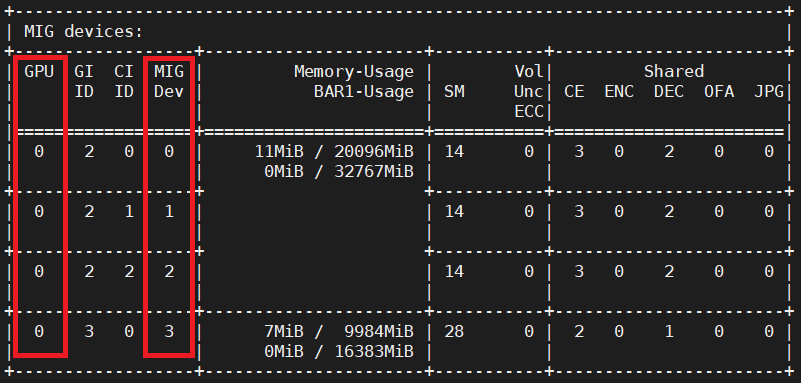 +-----------------------------------------------------------------------------+
| MIG devices:                                                                |
+------------------+----------------------+-----------+-----------------------+
| GPU  GI  CI  MIG |         Memory-Usage |        Vol|         Shared        |
|      ID  ID  Dev |           BAR1-Usage | SM     Unc| CE  ENC  DEC  OFA  JPG|
|                  |                      |        ECC|                       |
|==================+======================+===========+=======================|
|  0    2   0   0  |     11MiB / 20096MiB | 14      0 |  3   0    2    0    0 |
|                  |      0MiB / 32767MiB |           |                       |
+------------------+                      +-----------+-----------------------+
|  0    2   1   1  |                      | 14      0 |  3   0    2    0    0 |
|                  |                      |           |                       |
+------------------+                      +-----------+-----------------------+
|  0    2   2   2  |                      | 14      0 |  3   0    2    0    0 |
|                  |                      |           |                       |
+------------------+----------------------+-----------+-----------------------+
|  0    3   0   3  |      7MiB /  9984MiB | 28      0 |  2   0    1    0    0 |
|                  |      0MiB / 16383MiB |           |                       |
+------------------+----------------------+-----------+-----------------------+